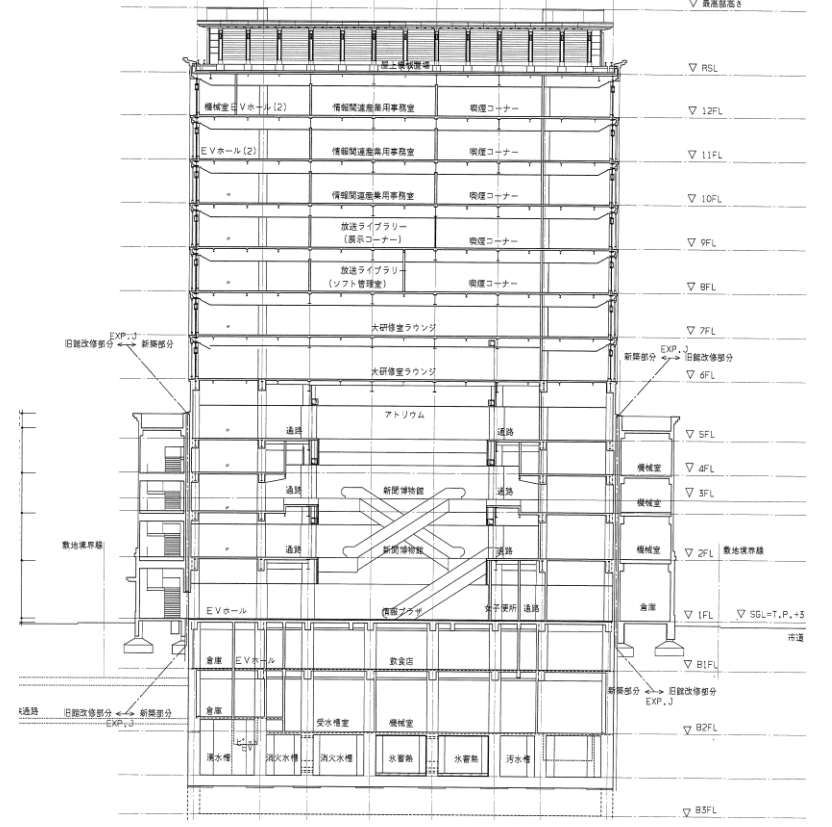 ▽ 最高部高き
屋上機械置場
▽ RSL
機械室EVホール(2) 情報関連産業用事務室 喫煙コーナー ▽ 12FL
EVホール(2) 情報関連産業用事務室 喫煙コーナー ▽ 11FL
〃 情報関連産業用事務室 喫煙コーナー ▽ 10FL
放送ライブラリー
〃 (展示コーナー) 喫煙コーナー ▽ 9FL
放送ライブラリー
〃 (ソフト管理室) 喫煙コーナー ▽ 8FL
〃 大研修室ラウンジ ▽ 7FL
EXP.J
旧館改修部分 ←→ 新築部分
EXP.J
新築部分 ←→ 旧館改修部分
〃 大研修室ラウンジ ▽ 6FL
アトリウム
〃 通路 通路 ▽ 5FL
〃 機械室 ▽ 4FL
通路 新聞博物館 通路 ▽ 3FL
〃 機械室
敷地境界線 〃 通路 新聞博物館 通路 機械室 ▽ 2FL 敷地境界線
EVホール 情報プラザ 女子便所 通路 倉庫 ▽ 1FL ▽ SGL=T.P.+3
市道
倉庫 EVホール 飲食店 ▽ B1FL
新築部分 ←→ 旧館改修部分
EXP.J
通路 旧館改修部分 ←→ 新築部分
EXP.J
倉庫 受水槽室 機械室 ▽ B2FL
湧水槽 ピット EV 消火水槽 消火水槽 氷蓄熱 氷蓄熱 汚水槽
▽ B3FL